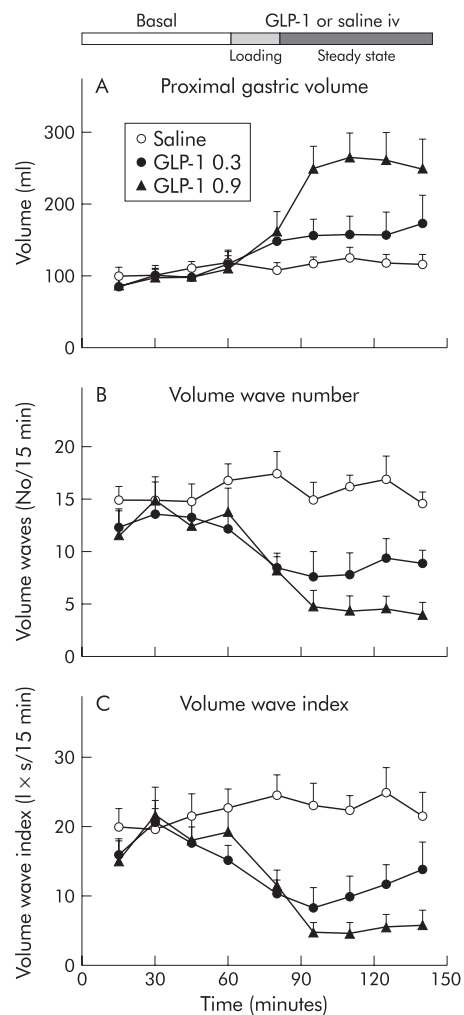 Basal GLP-1 or saline iv
Loading Steady state
A Proximal gastric volume
300
200
100
0
Volume (ml)
Saline
GLP-1 0.3
GLP-1 0.9
B Volume wave number
20
15
10
5
0
Volume waves (No/15 min)
C Volume wave index
30
20
10
0
Volume wave index (l × s/15 min)
0 30 60 90 120 150
Time (minutes)